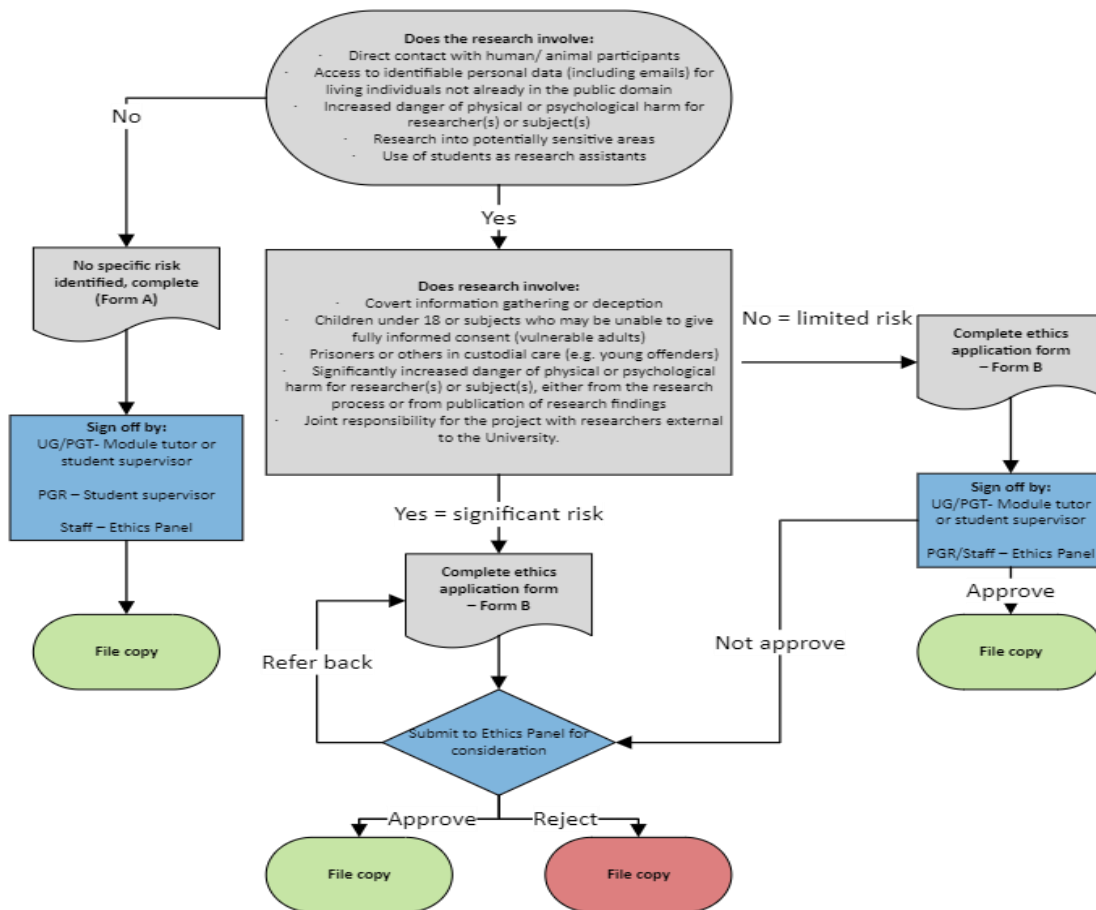 Does the research involve:
· Direct contact with human/ animal participants
· Access to identifiable personal data (including emails) for
living individuals not already in the public domain
· Increased danger of physical or psychological harm for
researcher(s) or subject(s)
· Research into potentially sensitive areas
· Use of students as research assistants
No
Yes
No specific risk
identified, complete
(Form A)
Does research involve:
· Covert information gathering or deception
· Children under 18 or subjects who may be unable to give
fully informed consent (vulnerable adults)
· Prisoners or others in custodial care (e.g. young offenders)
· Significantly increased danger of physical or psychological
harm for researcher(s) or subject(s), either from the research
process or from publication of research findings
· Joint responsibility for the project with researchers external
to the University.
No = limited risk
Complete ethics
application form
– Form B
Sign off by:
UG/PGT- Module tutor or
student supervisor
PGR – Student supervisor
Staff – Ethics Panel
Yes = significant risk
Sign off by:
UG/PGT- Module tutor
or student supervisor
PGR/Staff – Ethics Panel
Complete ethics
application form
– Form B
Approve
Not approve
File copy
Refer back
File copy
Submit to Ethics Panel for
consideration
Approve
Reject
File copy
File copy